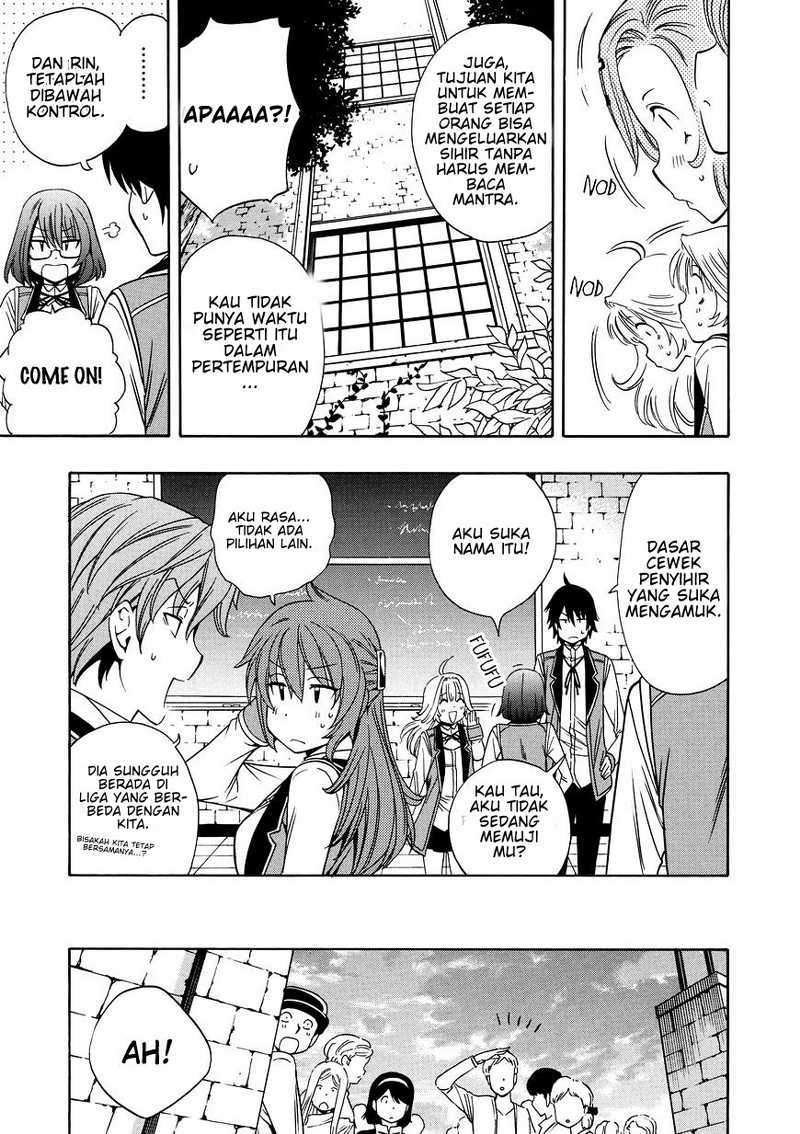 NOD
NOD
JUGA,
TUJUAN KITA
UNTUK MEM-
BUAT SETIAP
ORANG BISA
MENGELUARKAN
SIHIR TANPA
HARUS MEM-
BACA
MANTRA.
APAAAA?!
KAU TIDAK
PUNYA WAKTU
SEPERTI ITU
DALAM
PERTEMPURAN
...
........
DAN RIN,
TETAPLAH
DIBAWAH
KONTROL.
COME ON!
DASAR
CEWEK
PENYIHIR
YANG SUKA
MENGAMUK.
AKU SUKA
NAMA ITU!
FUFUFU
KAU TAU,
AKU TIDAK
SEDANG
MEMUJI
MU?
AKU RASA...
TIDAK ADA
PILIHAN LAIN.
DIA SUNGGUH
BERADA DI
LIGA YANG BER-
BEDA DENGAN
KITA.
BISAKAH KITA TETAP
BERSAMANYA...?
AH!